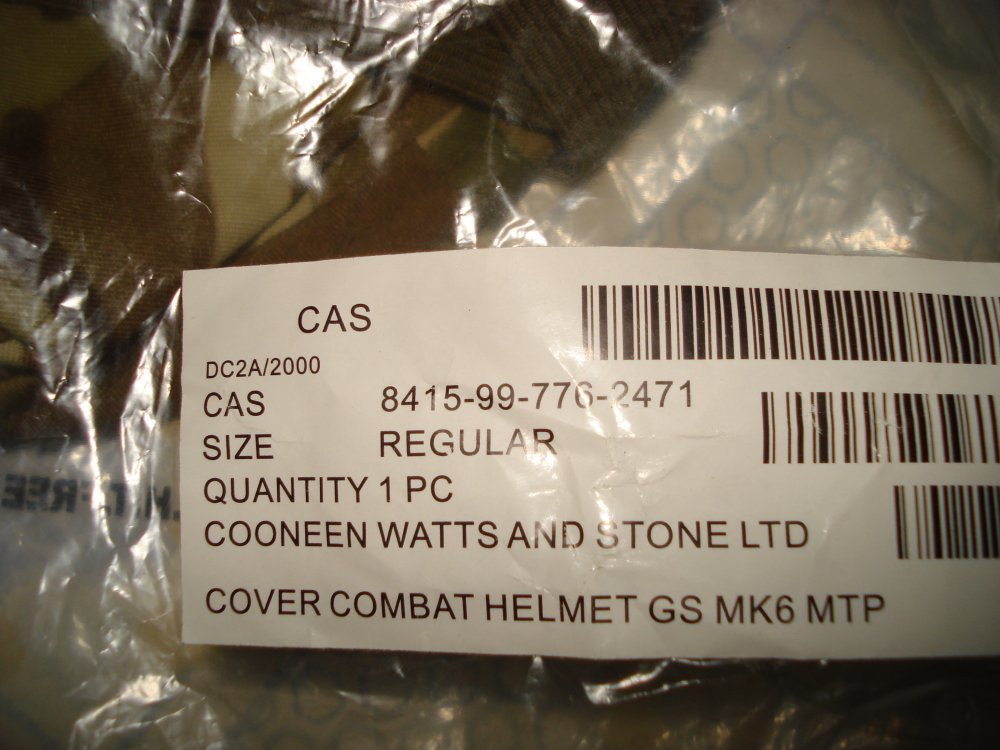 CAS
DC2A/2000
CAS 8415-99-776-2471
SIZE REGULAR
QUANTITY 1 PC
COONEEN WATTS AND STONE LTD
COVER COMBAT HELMET GS MK6 MTP